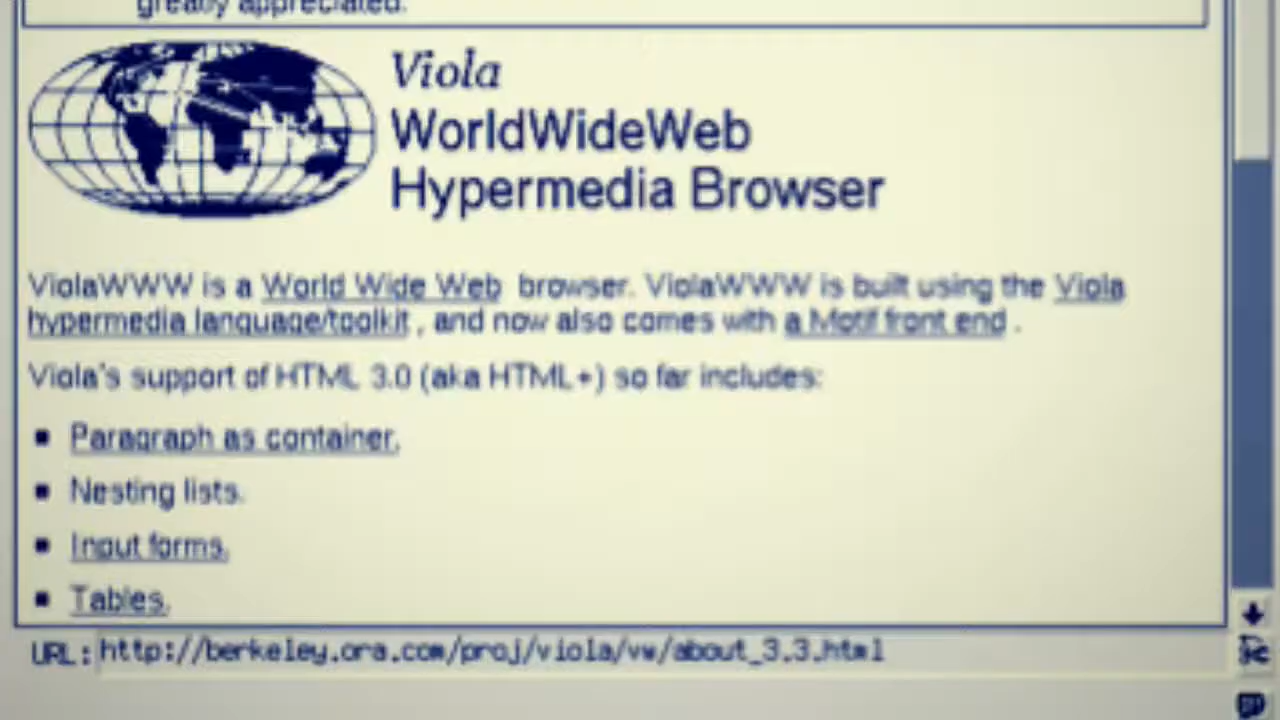 greatly appreciated.
Viola
WorldWideWeb
Hypermedia Browser
ViolaWWW is a World Wide Web browser. ViolaWWW is built using the Viola
hypermedia language/toolkit , and now also comes with a Motif front end .
Viola's support of HTML 3.0 (aka HTML+) so far includes:
Paragraph as container.
Nesting lists.
Input forms.
Tables.
URL: http://berkeley.ora.com/proj/viola/vw/about_3.3.html